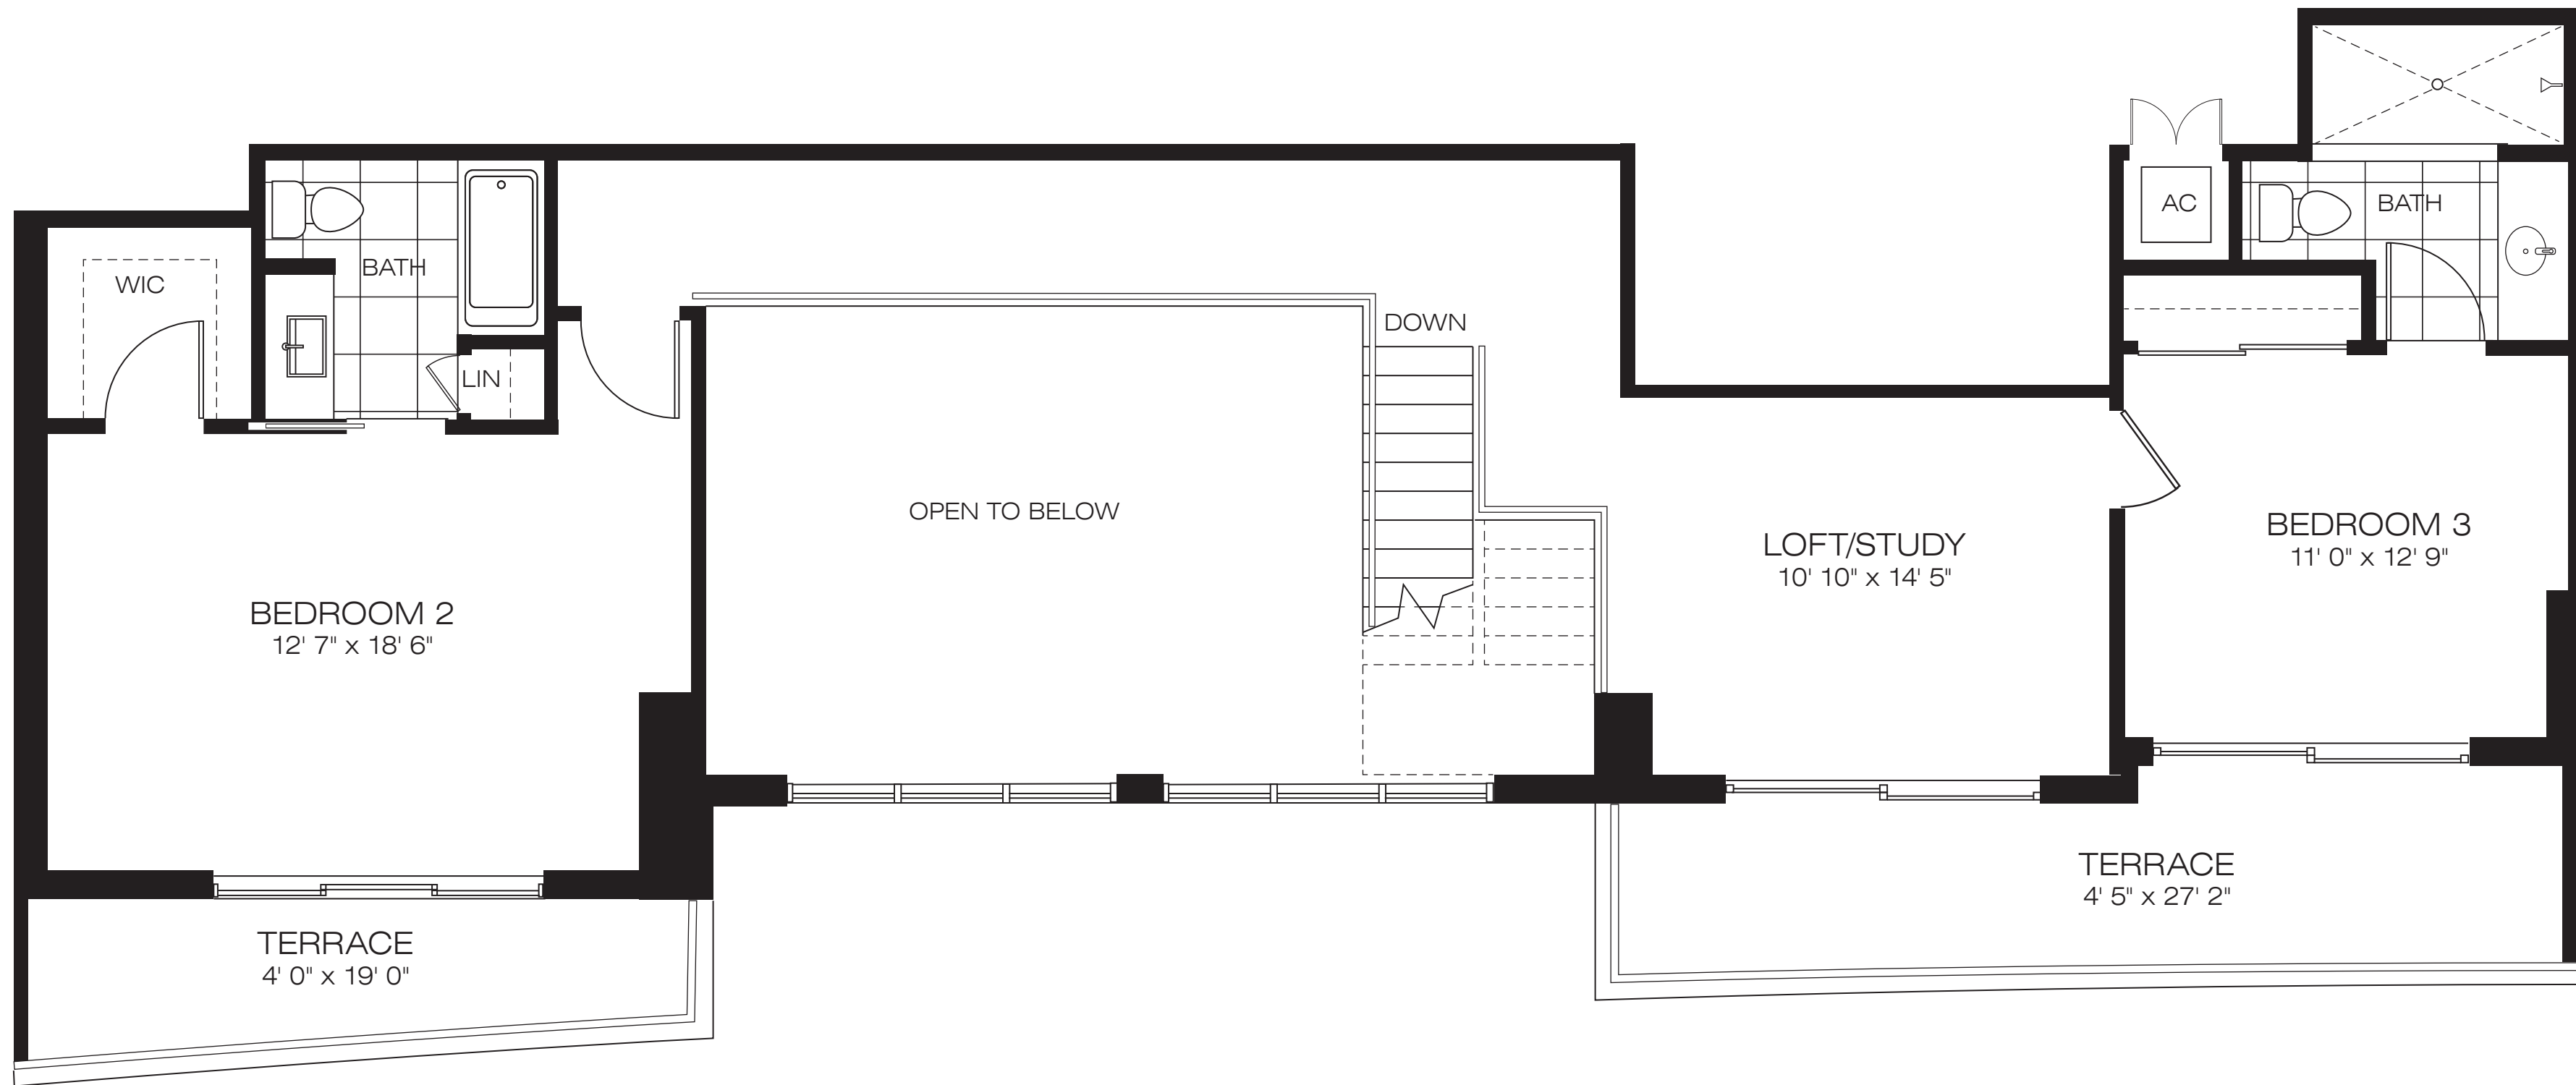 AC
BATH
BATH
WIC
DOWN
LIN
OPEN TO BELOW
BEDROOM 3
11' 0" x 12' 9"
LOFT/STUDY
10' 10" x 14' 5"
BEDROOM 2
12' 7" x 18' 6"
TERRACE
4' 5" x 27' 2"
TERRACE
4' 0" x 19' 0"